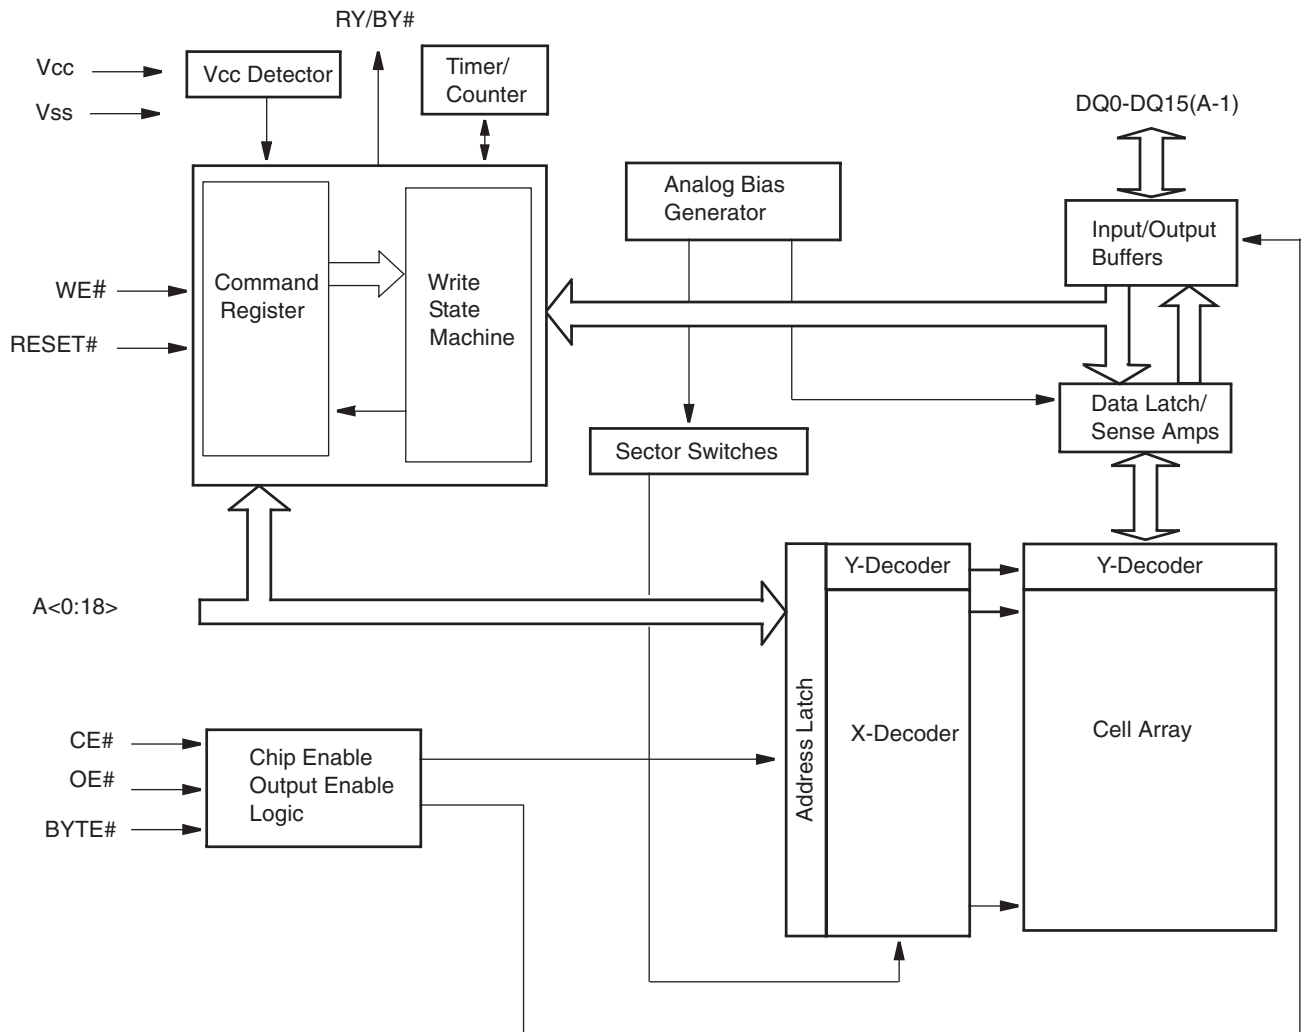 RY/BY#
Vcc
Vss
Vcc Detector
Timer/
Counter
DQ0-DQ15(A-1)
Analog Bias
Generator
Input/Output
Buffers
WE#
RESET#
Command
Register
Write
State
Machine
Data Latch/
Sense Amps
Sector Switches
Y-Decoder
Y-Decoder
A<0:18>
Address Latch
X-Decoder
Cell Array
CE#
OE#
BYTE#
Chip Enable
Output Enable
Logic